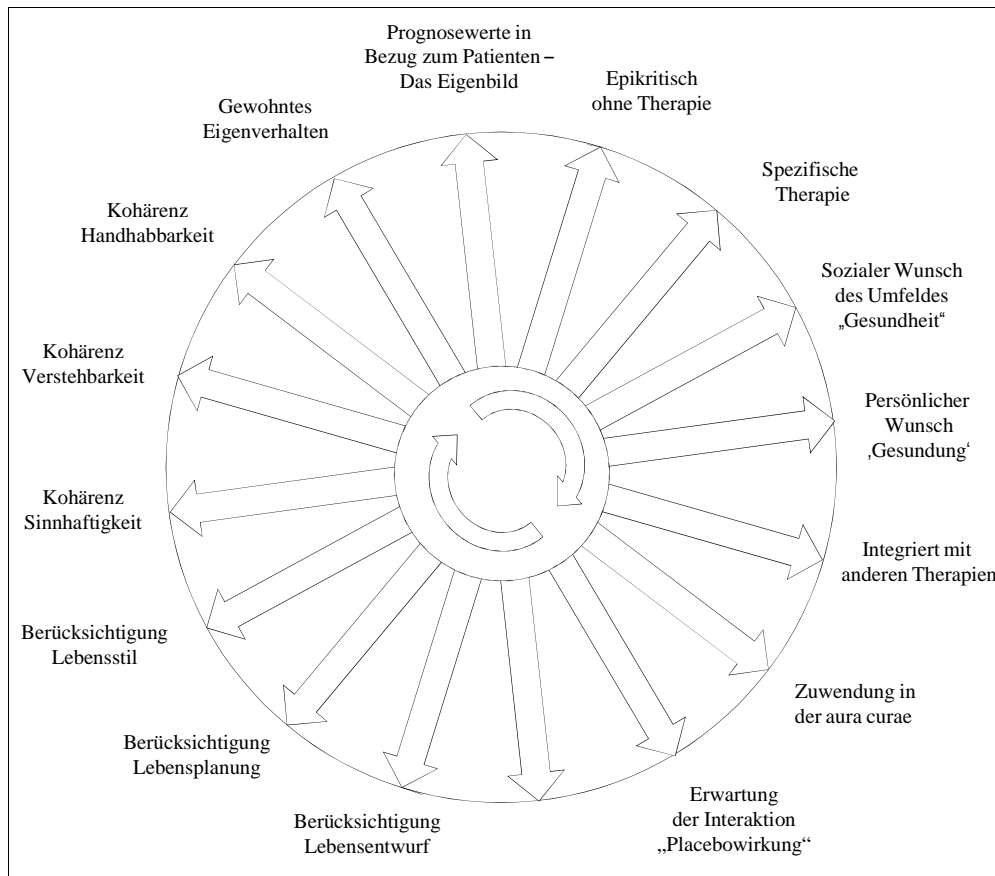 Prognosewerte in
Bezug zum Patienten –
Das Eigenbild
Epikritisch
ohne Therapie
Spezifische
Therapie
Sozialer Wunsch
des Umfeldes
„Gesundheit“
Persönlicher
Wunsch
‚Gesundung‘
Integriert mit
anderen Therapien
Zuwendung in
der aura curae
Erwartung
der Interaktion
„Placebowirkung“
Berücksichtigung
Lebensentwurf
Berücksichtigung
Lebensplanung
Berücksichtigung
Lebensstil
Kohärenz
Sinnhaftigkeit
Kohärenz
Verstehbarkeit
Kohärenz
Handhabbarkeit
Gewohntes
Eigenverhalten